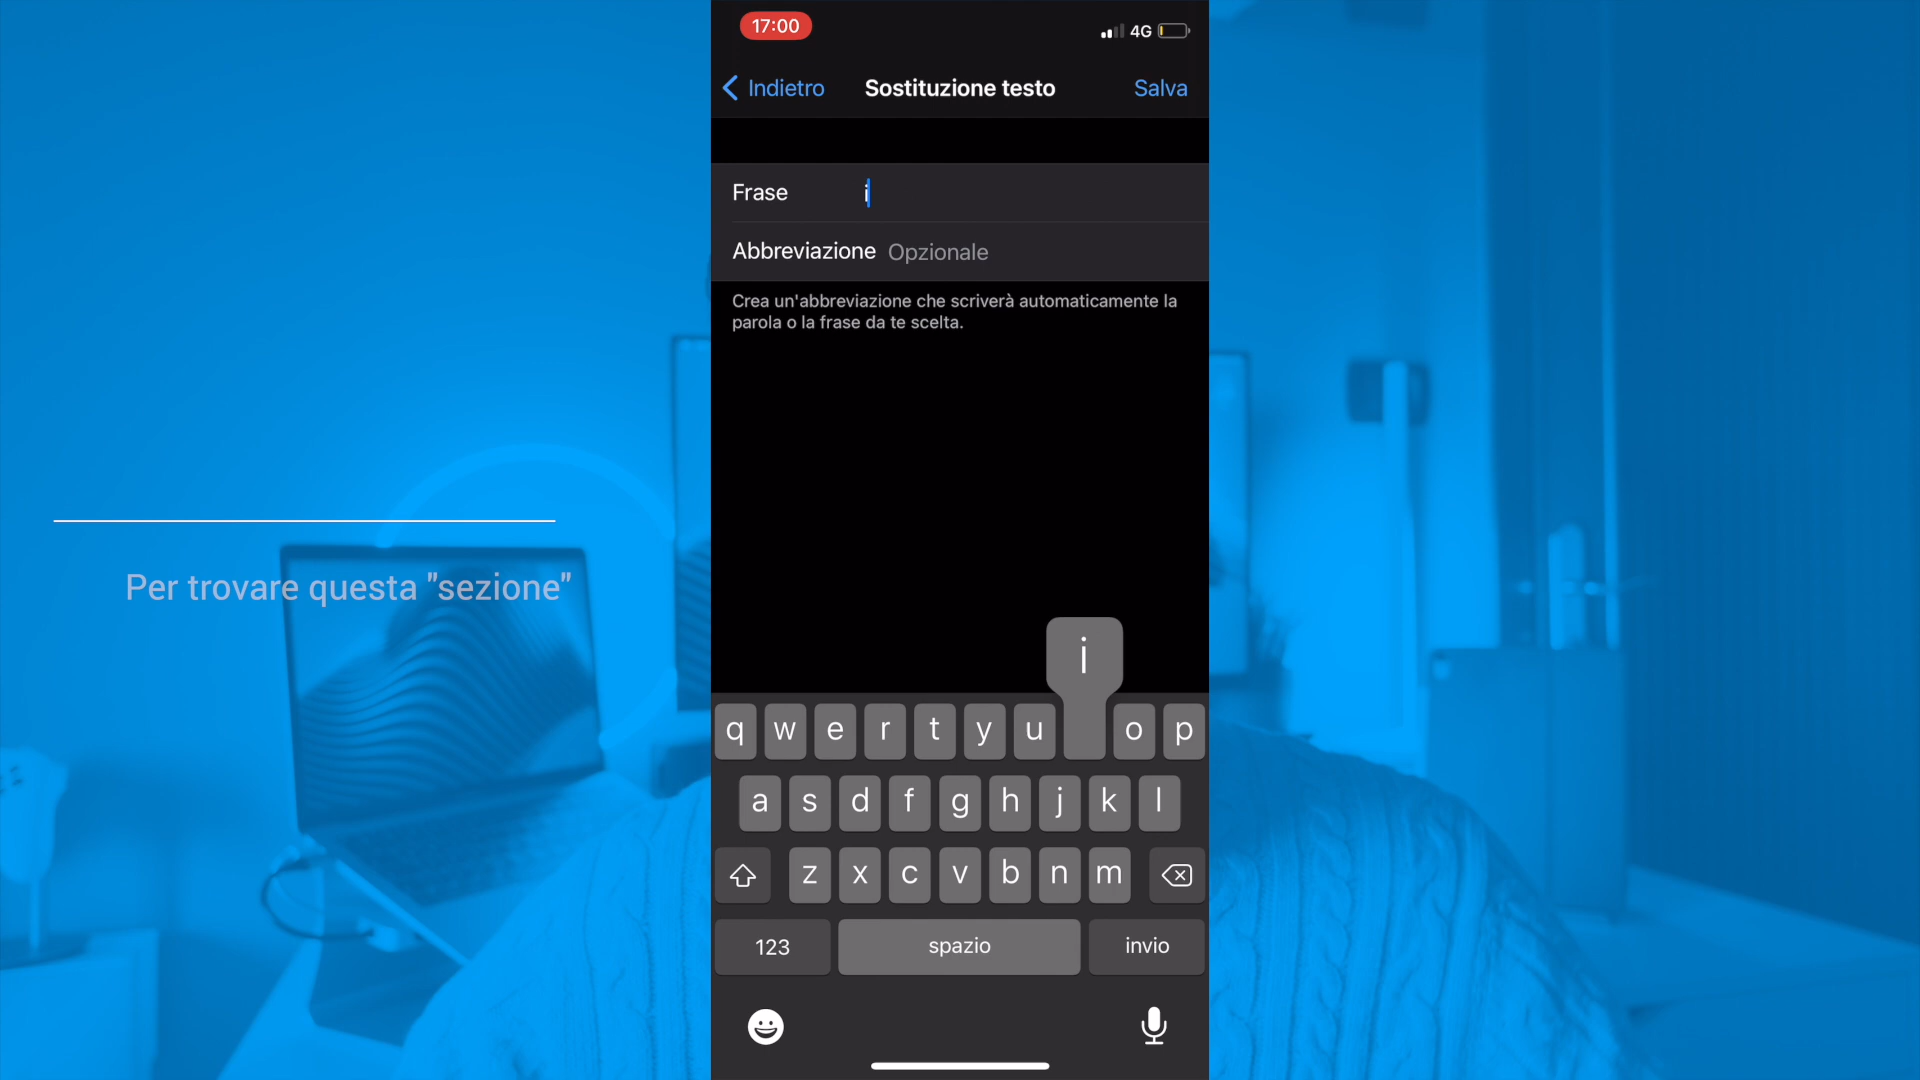 17:00
4G
Indietro
Sostituzione testo
Salva
Frase
i
Abbreviazione
Opzionale
Crea un'abbreviazione che scriverà automaticamente la
parola o la frase da te scelta.
Per trovare questa "sezione"
i
q w e r t y u o p
a s d f g h j k l
z x c v b n m
123
spazio
invio